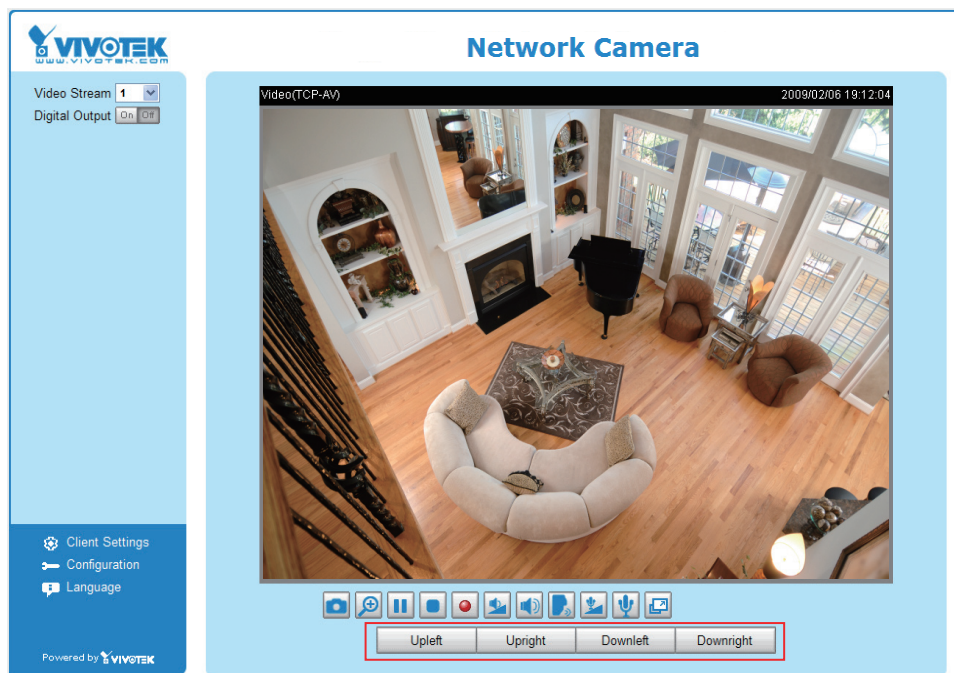 VIVOTEK
WWW.VIVOTEK.COM
Network Camera
Video Stream 1
Digital Output On Off
Video(TCP-AV) 2009/02/06 19:12:04
Client Settings
Configuration
Language
Upleft Upright Downleft Downright
Powered by VIVOTEK